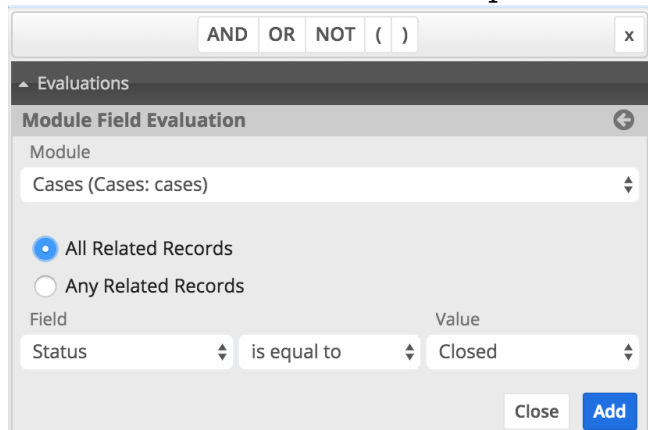 AND OR NOT ( ) x
Evaluations
Module Field Evaluation
Module
Cases (Cases: cases)
All Related Records
Any Related Records
Field Value
Status is equal to Closed
Close Add